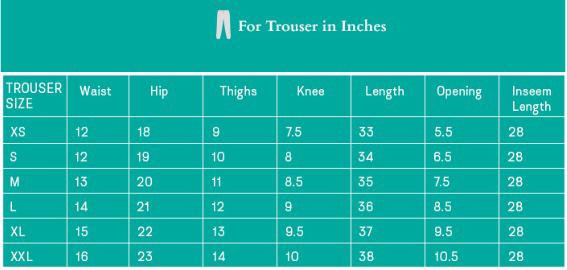 For Trouser in Inches
TROUSER SIZE Waist Hip Thighs Knee Length Opening Inseem Length
XS 12 18 9 7.5 33 5.5 28
S 12 19 10 8 34 6.5 28
M 13 20 11 8.5 35 7.5 28
L 14 21 12 9 36 8.5 28
XL 15 22 13 9.5 37 9.5 28
XXL 16 23 14 10 38 10.5 28